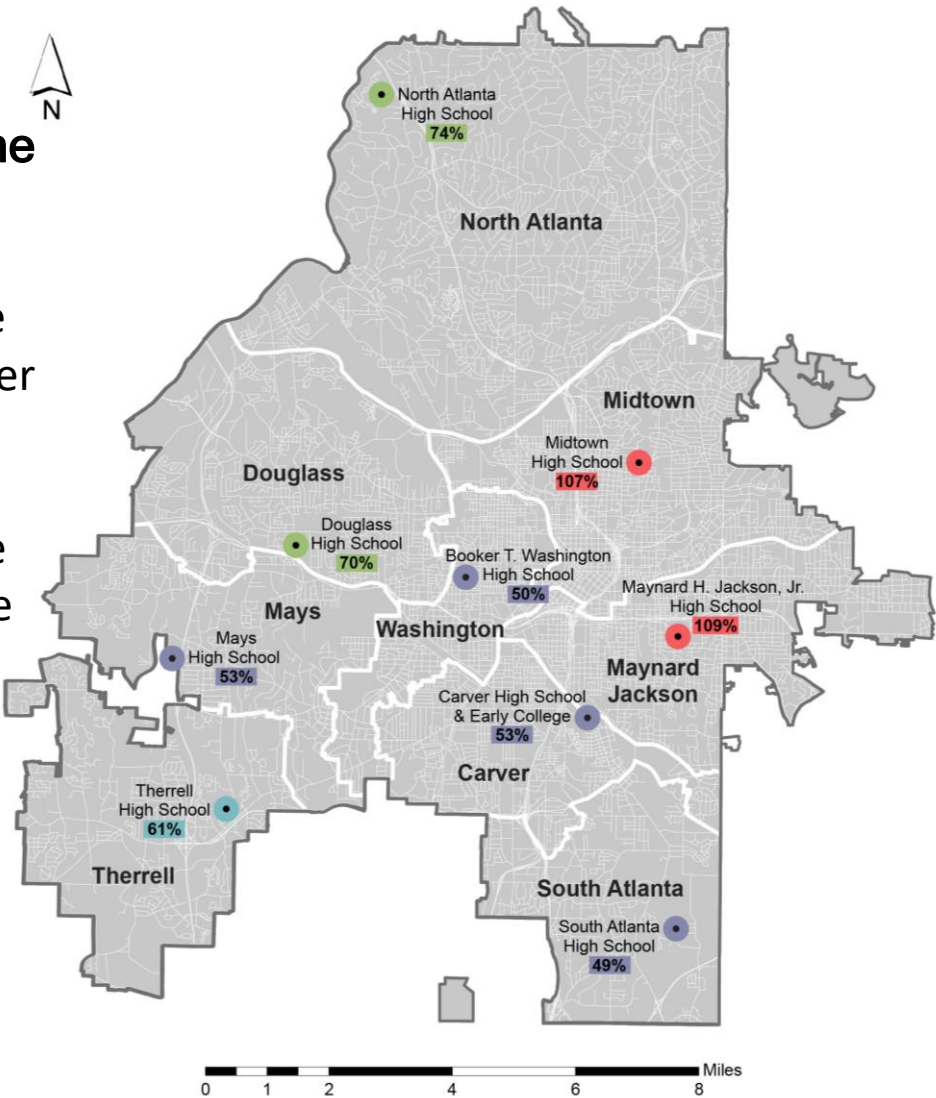 N
North Atlanta
High School
74%
North Atlanta
Midtown
Midtown
High School
107%
Douglass
Douglass
High School
70%
Booker T. Washington
High School
50%
Maynard H. Jackson, Jr.
High School
109%
Mays
Washington
Mays
High School
53%
Maynard
Jackson
Carver High School
& Early College
53%
Carver
Therrell
High School
61%
Therrell
South Atlanta
South Atlanta
High School
49%
0 1 2 4 6 8 Miles